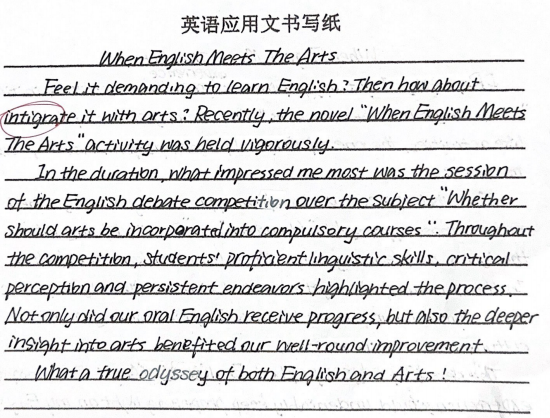 英语应用文书写纸
When English Meets The Arts
Feel it demanding to learn English? Then how about
intigrate it with arts? Recently, the novel "When English Meets
The Arts" activity was held vigorously.
In the duration, what impressed me most was the session
of the English debate competition over the subject "Whether
should arts be incorporated into compulsory courses". Throughout
the competition, students' proficient linguistic skills, critical
perception and persistent endeavors highlighted the process.
Not only did our oral English receive progress, but also the deeper
insight into arts benefited our well-round improvement.
What a true odyssey of both English and Arts!